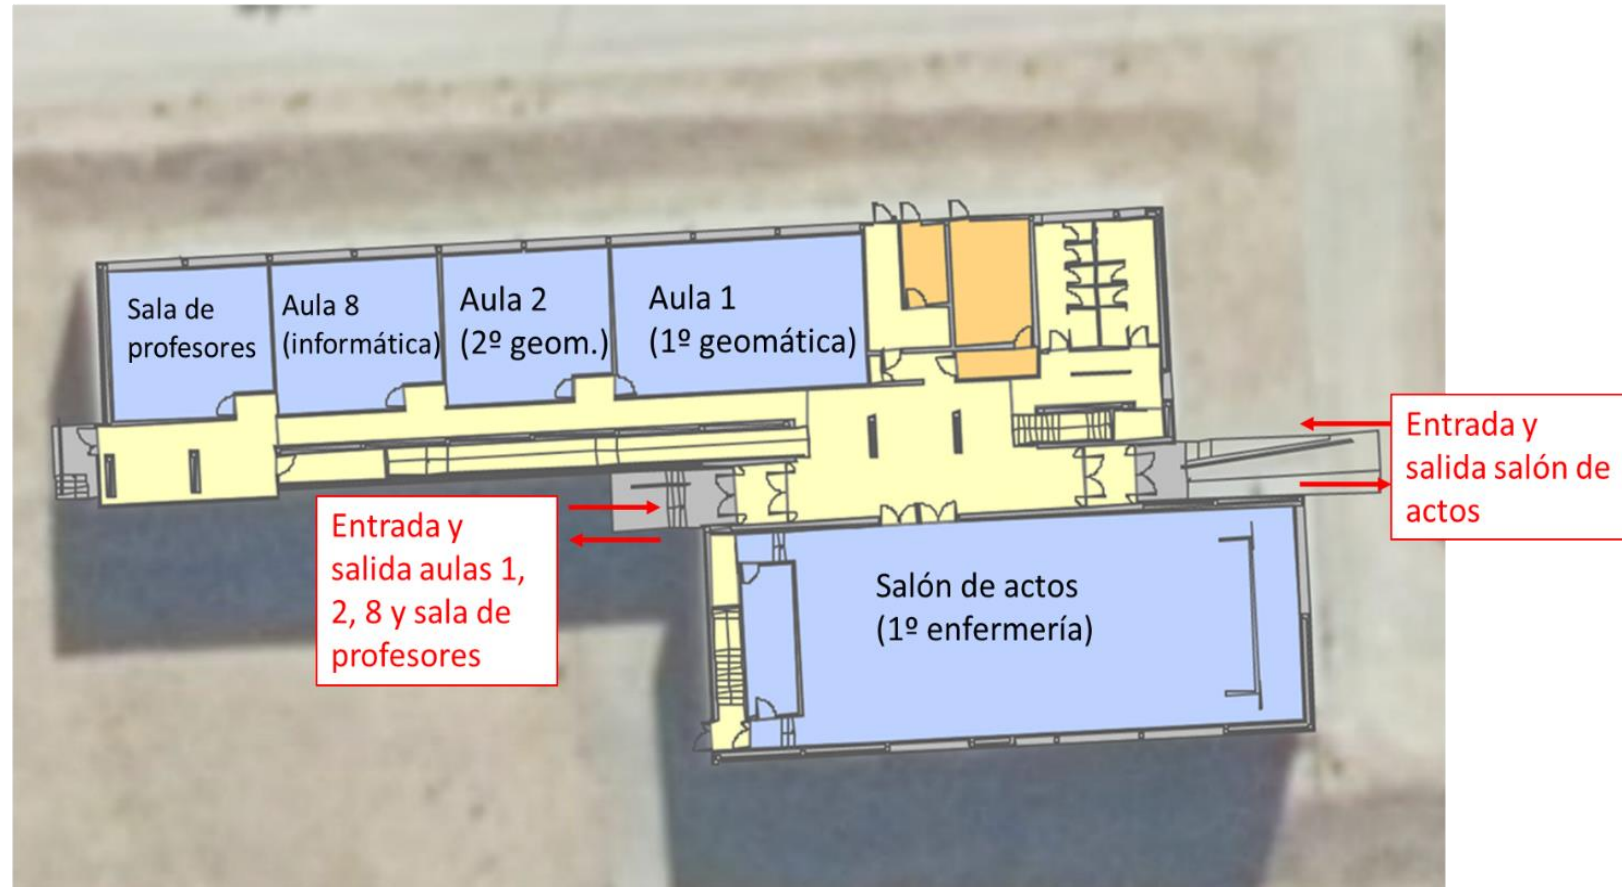 Sala de
profesores
Aula 8
(informática)
Aula 2
(2º geom.)
Aula 1
(1º geomática)
Entrada y
salida salón de
actos
Entrada y
salida aulas 1,
2, 8 y sala de
profesores
Salón de actos
(1º enfermería)